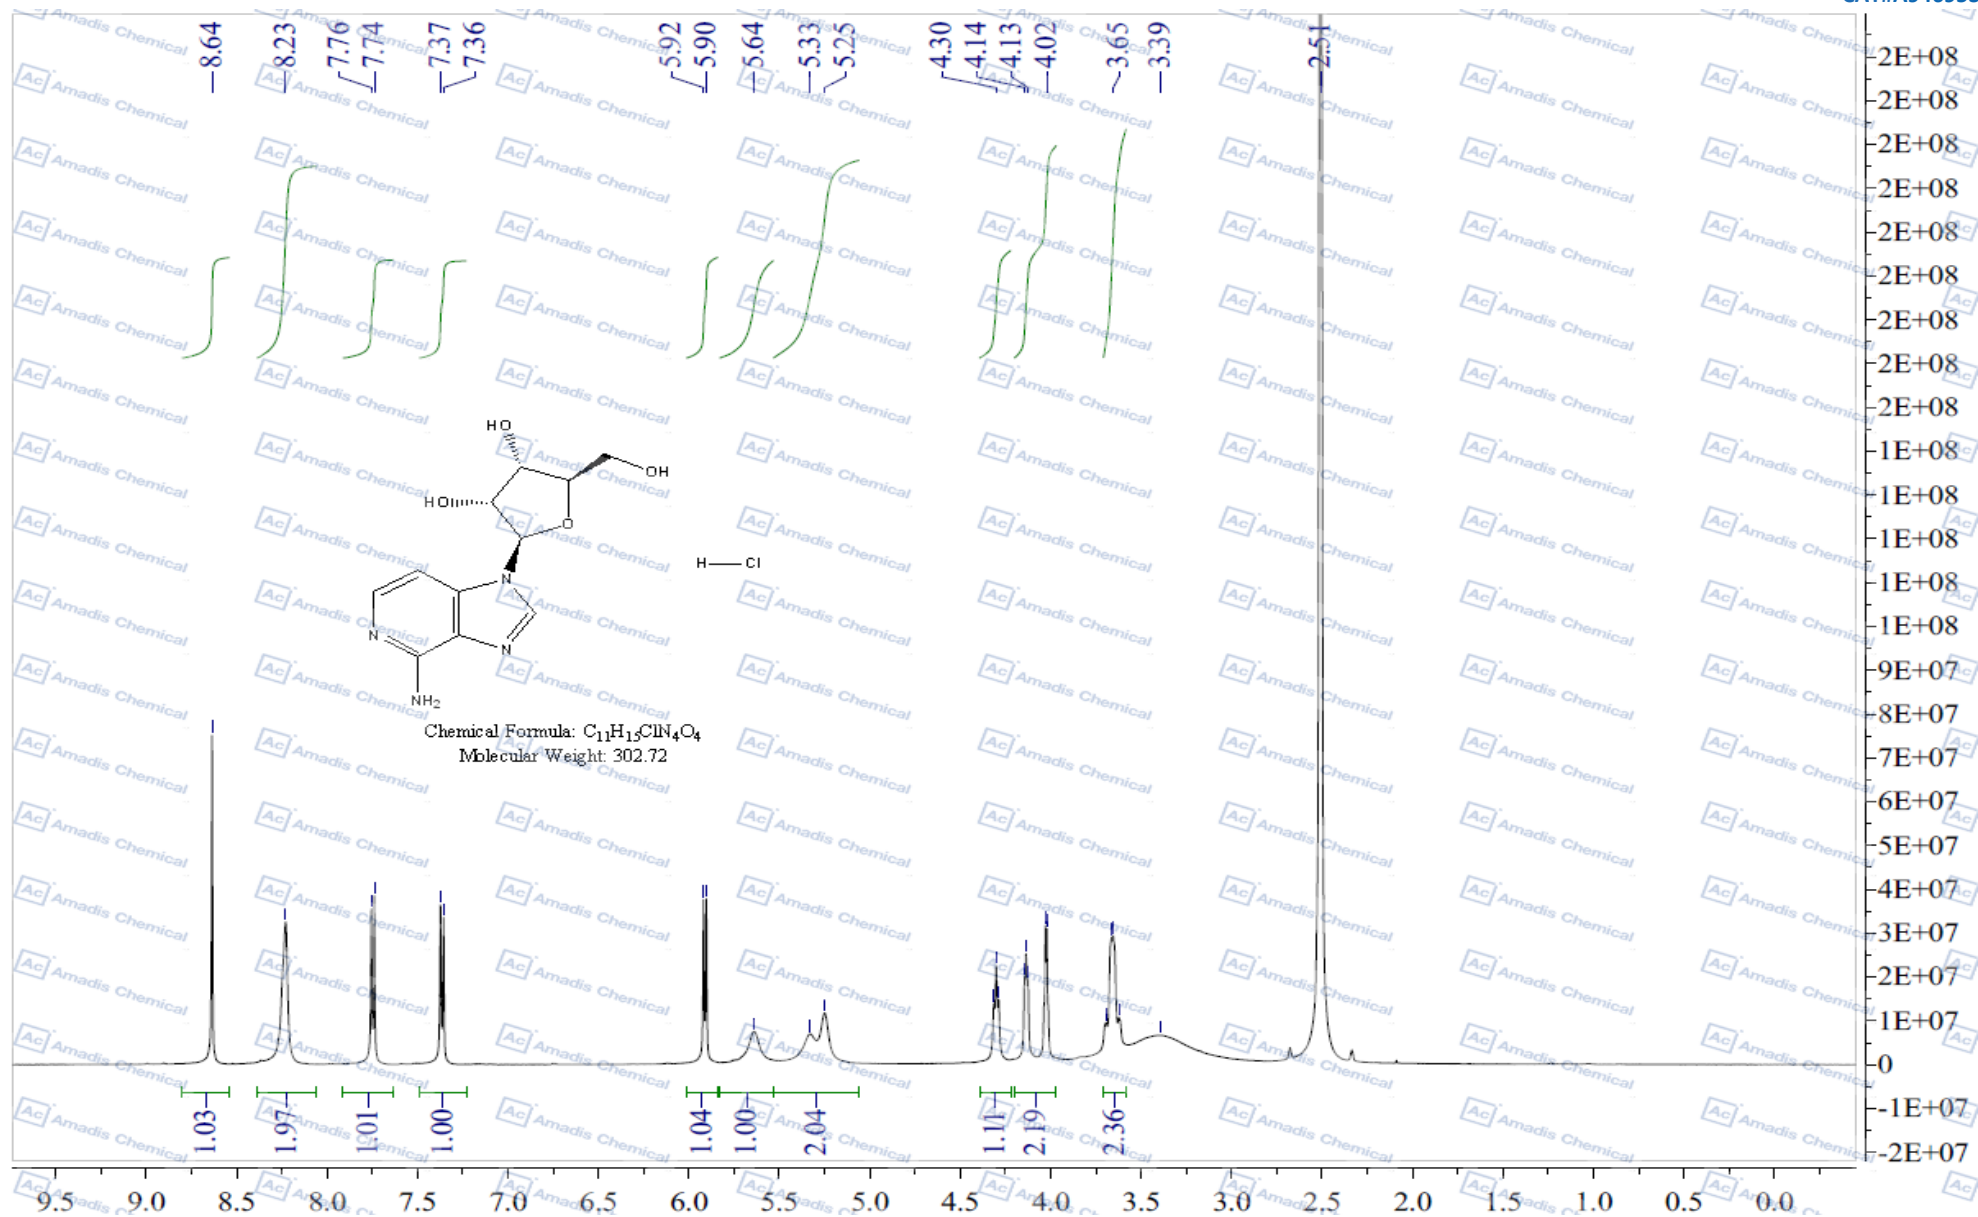 8.64
8.23
7.76
7.74
7.37
7.36
5.92
5.90
5.64
5.33
5.25
4.30
4.14
4.13
4.02
3.65
3.39
2.51
2E+08
2E+08
2E+08
2E+08
2E+08
2E+08
2E+08
2E+08
2E+08
1E+08
1E+08
1E+08
1E+08
1E+08
9E+07
8E+07
7E+07
6E+07
5E+07
4E+07
3E+07
2E+07
1E+07
0
-1E+07
-2E+07
HO
OH
HO
O
N
H Cl
N
N
NH2
Chemical Formula: C11H15ClN4O4
Molecular Weight: 302.72
1.03
1.97
1.01
1.00
1.04
1.00
2.04
1.11
2.19
2.36
9.5 9.0 8.5 8.0 7.5 7.0 6.5 6.0 5.5 5.0 4.5 4.0 3.5 3.0 2.5 2.0 1.5 1.0 0.5 0.0
Ac Amadis Chemical